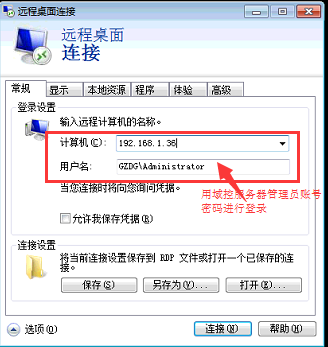 远程桌面连接
远程桌面
连接
常规 显示 本地资源 程序 体验 高级
登录设置
输入远程计算机的名称。
计算机(C): 192.168.1.36
用户名: GZDG\Administrator
用域控服务器管理员账号
密码进行登录
当您连接时将向您询问凭据。
允许我保存凭据(R)
连接设置
将当前连接设置保存到 RDP 文件或打开一个已保存的连
接。
保存(S) 另存为(V)... 打开(E)...
选项(O) 连接(N) 帮助(H)